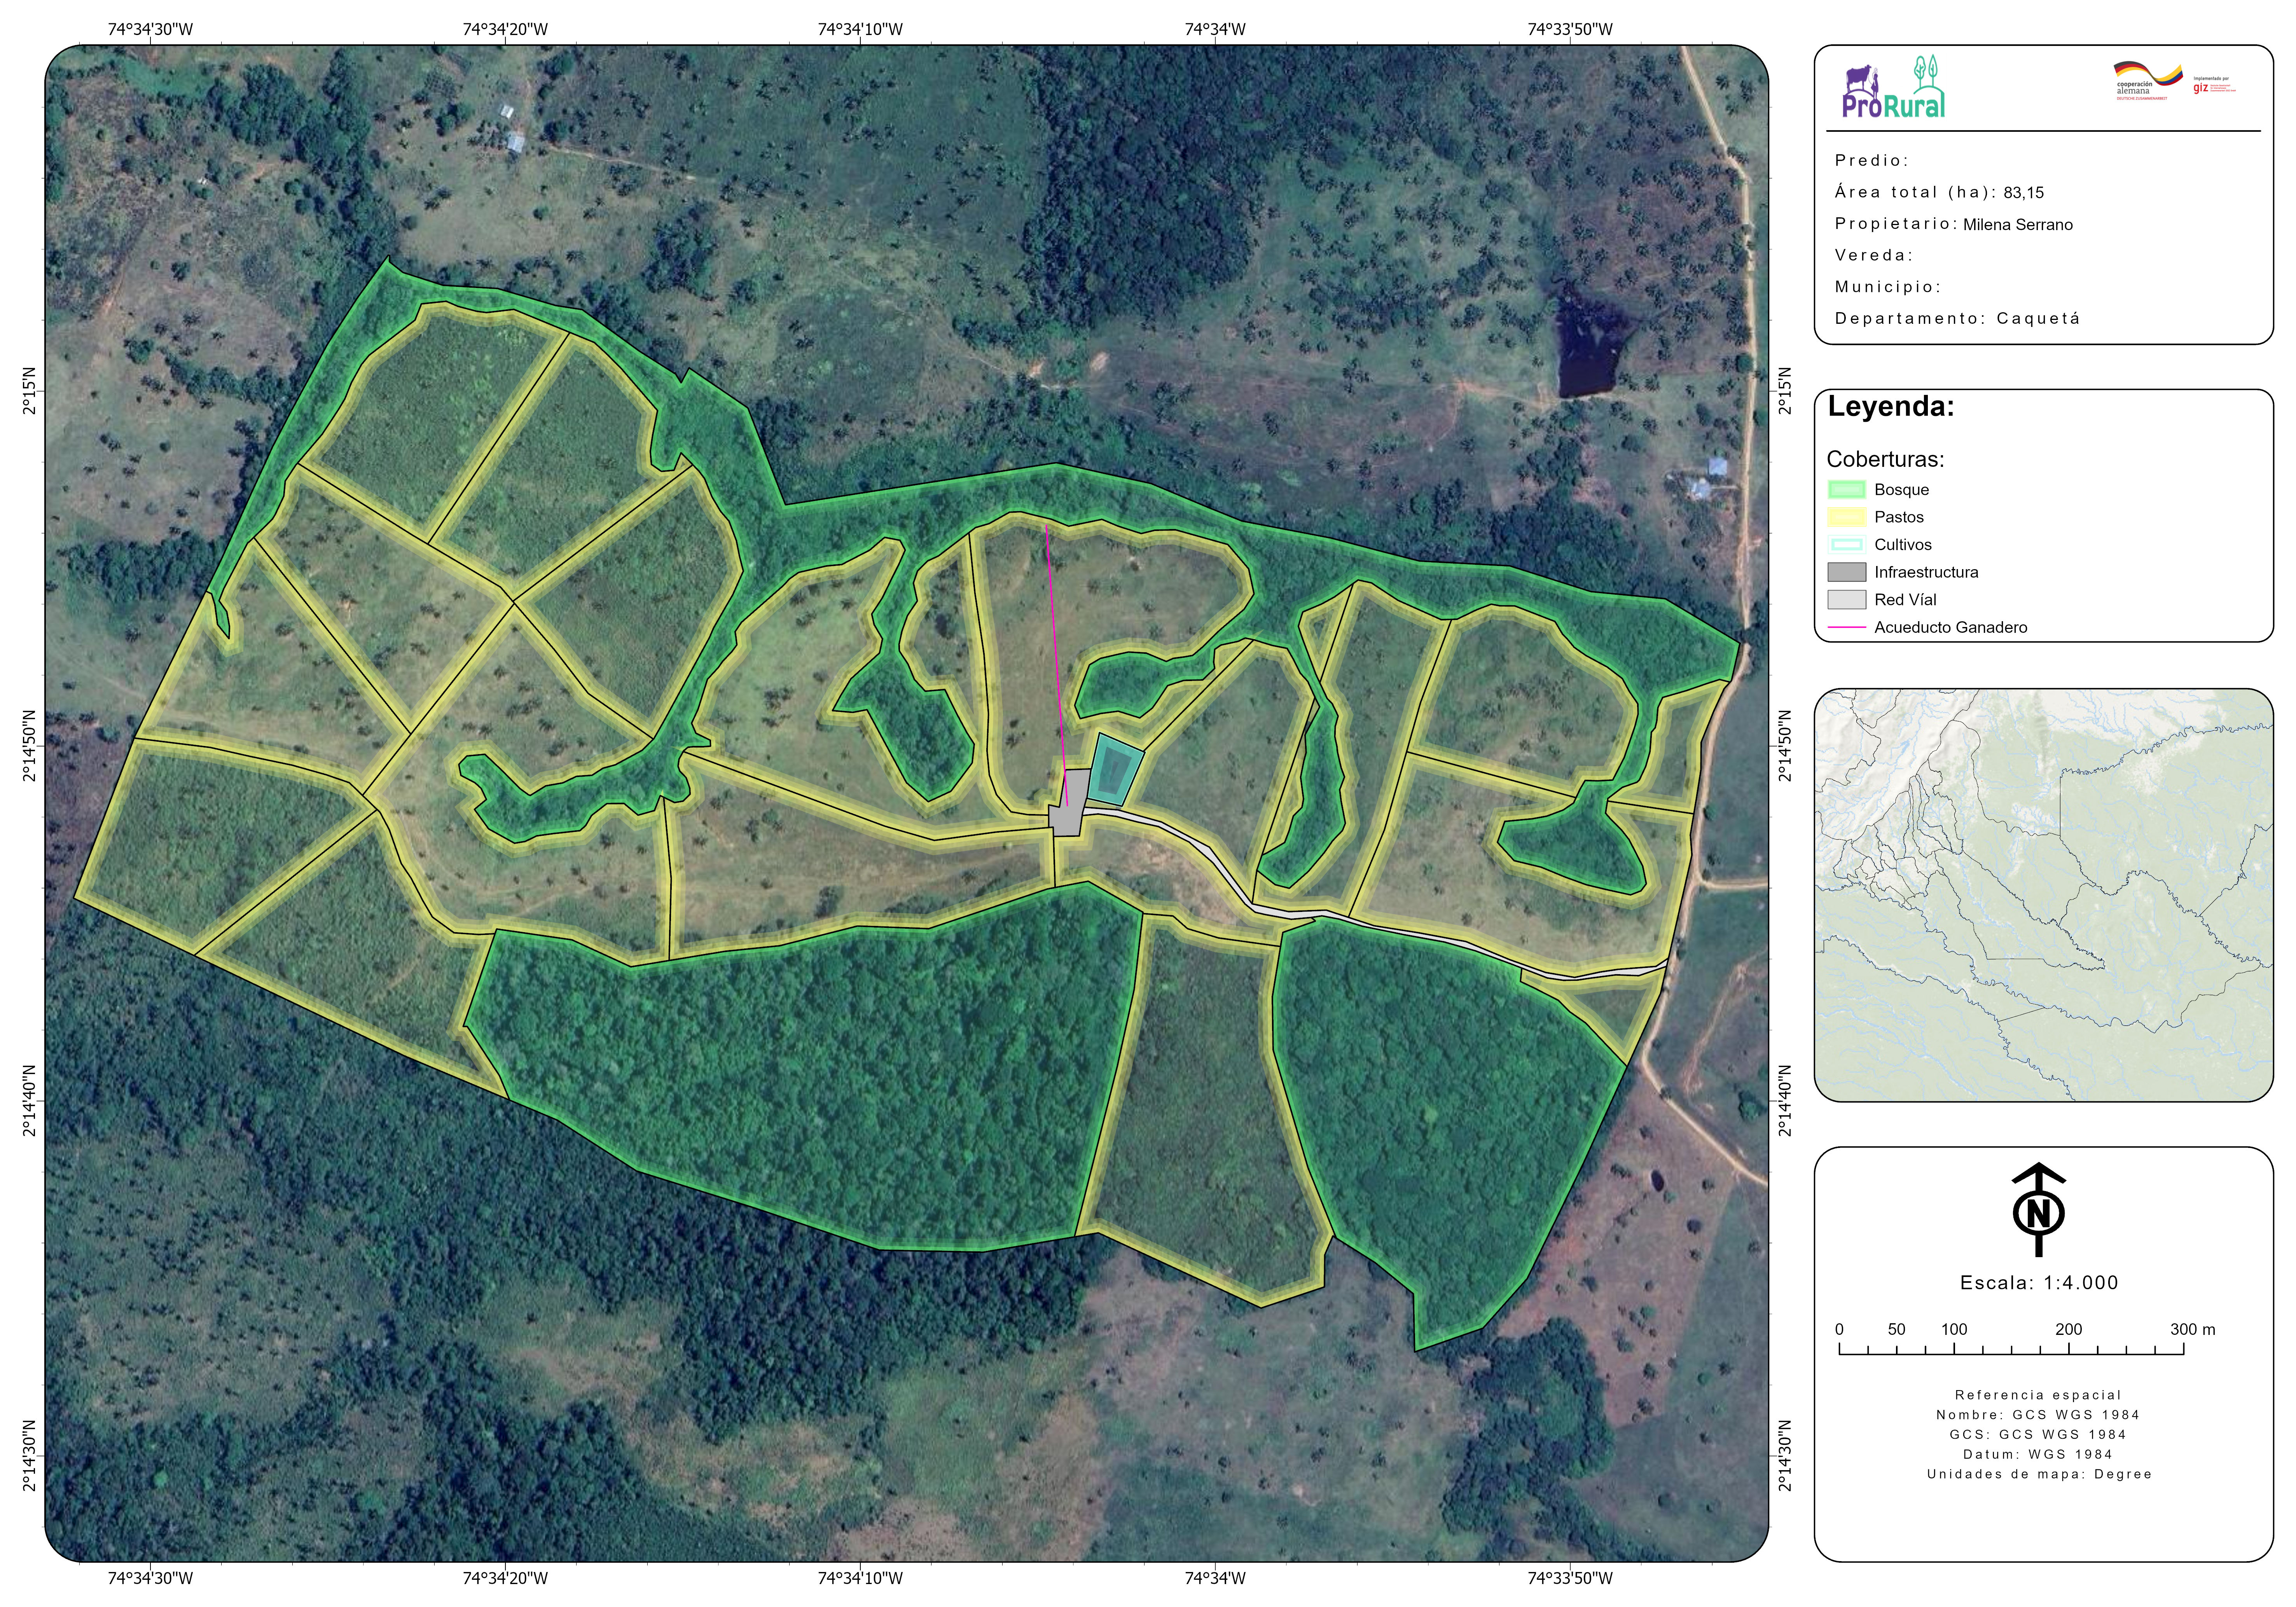 74°34'30"W
74°34'20"W
74°34'10"W
74°34'W
74°33'50"W
2°15'N
2°14'50"N
2°14'40"N
2°14'30"N
2°15'N
2°14'50"N
2°14'40"N
2°14'30"N
74°34'30"W
74°34'20"W
74°34'10"W
74°34'W
74°33'50"W
ProRural
cooperación
alemana
DEUTSCHE ZUSAMMENARBEIT
Implementada por
giz
Predio:
Área total (ha): 83,15
Propietario: Milena Serrano
Vereda:
Municipio:
Departamento: Caquetá
Leyenda:
Coberturas:
Bosque
Pastos
Cultivos
Infraestructura
Red Víal
Acueducto Ganadero
N
Escala: 1:4.000
0 50 100 200 300 m
Referencia espacial
Nombre: GCS WGS 1984
GCS: GCS WGS 1984
Datum: WGS 1984
Unidades de mapa: Degree